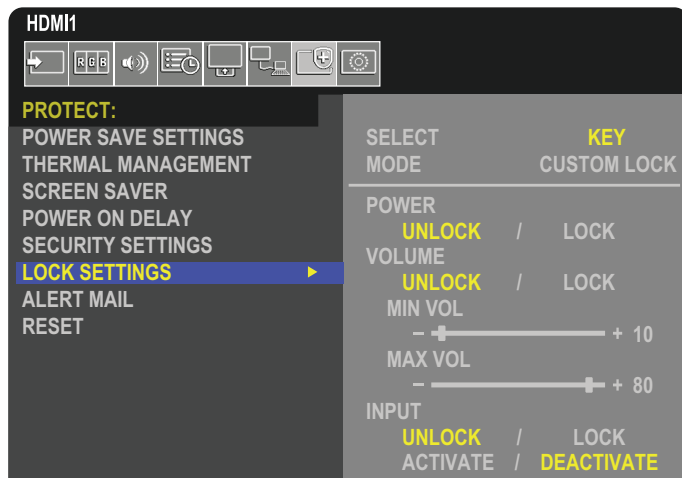 HDMI1
RGB
PROTECT:
POWER SAVE SETTINGS
THERMAL MANAGEMENT
SCREEN SAVER
POWER ON DELAY
SECURITY SETTINGS
LOCK SETTINGS
ALERT MAIL
RESET
SELECT KEY
MODE CUSTOM LOCK
POWER
UNLOCK / LOCK
VOLUME
UNLOCK / LOCK
MIN VOL
− + 10
MAX VOL
− + 80
INPUT
UNLOCK / LOCK
ACTIVATE / DEACTIVATE